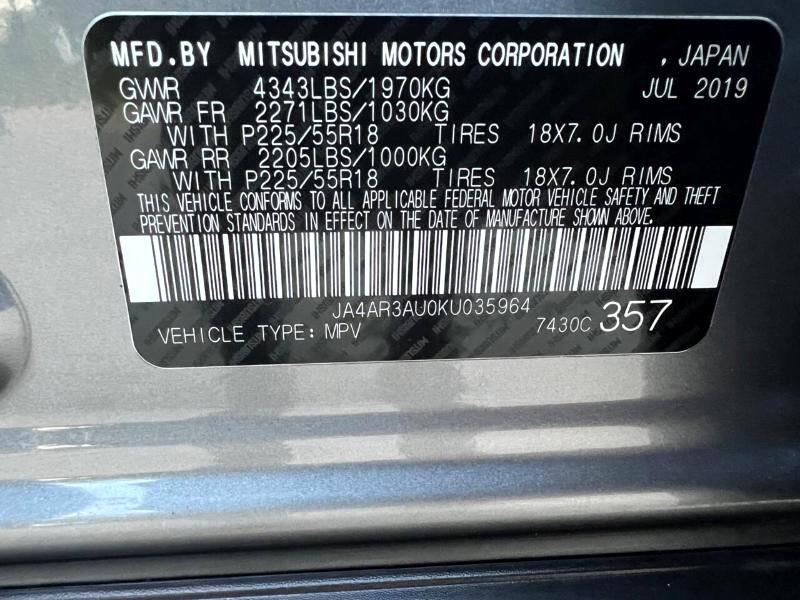 MFD.BY MITSUBISHI MOTORS CORPORATION , JAPAN
GVWR 4343LBS/1970KG JUL 2019
GAWR FR 2271LBS/1030KG
WITH P225/55R18 TIRES 18X7.0J RIMS
GAWR RR 2205LBS/1000KG
WITH P225/55R18 TIRES 18X7.0J RIMS
THIS VEHICLE CONFORMS TO ALL APPLICABLE FEDERAL MOTOR VEHICLE SAFETY AND THEFT
PREVENTION STANDARDS IN EFFECT ON THE DATE OF MANUFACTURE SHOWN ABOVE.
JA4AR3AU0KU035964
VEHICLE TYPE: MPV 7430C 357